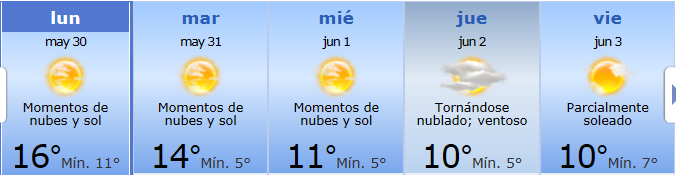 lun
may 30
Momentos de
nubes y sol
16° Mín. 11°
mar
may 31
Momentos de
nubes y sol
14° Mín. 5°
mié
jun 1
Momentos de
nubes y sol
11° Mín. 5°
jue
jun 2
Tornándose
nublado; ventoso
10° Mín. 5°
vie
jun 3
Parcialmente
soleado
10° Mín. 7°